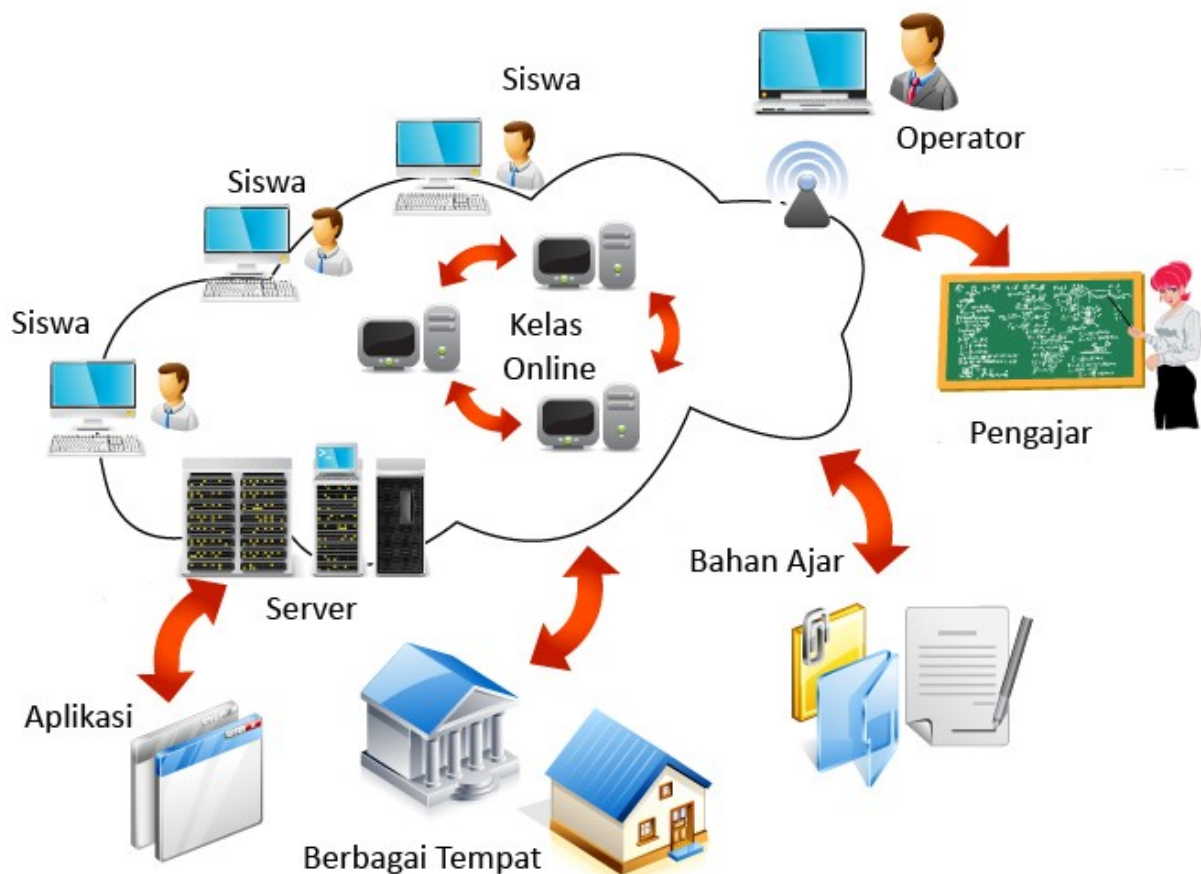 Siswa
Operator
Siswa
Siswa
Kelas
Online
Pengajar
Bahan Ajar
Server
Aplikasi
Berbagai Tempat